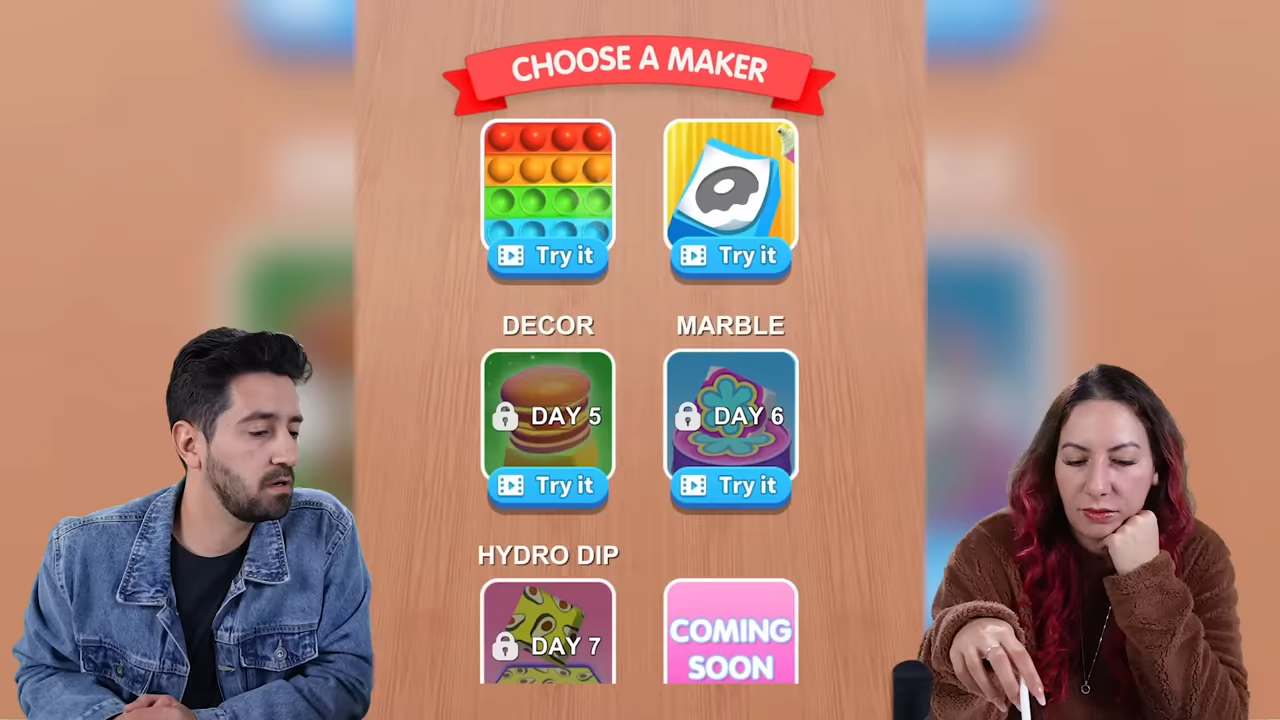 CHOOSE A MAKER
Try it
Try it
DECOR
MARBLE
DAY 5
DAY 6
Try it
Try it
HYDRO DIP
DAY 7
COMING
SOON